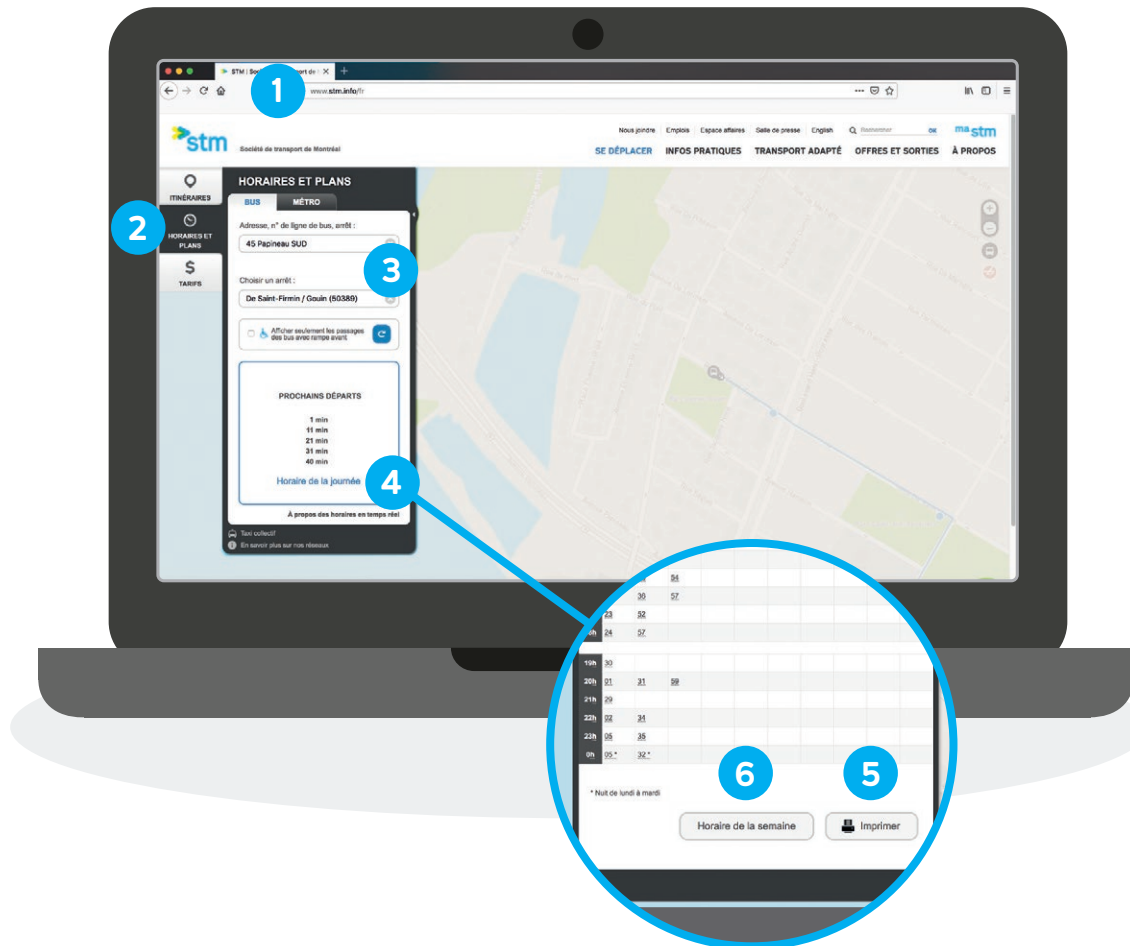 STM | Soc
ort de
1
www.stm.info/fr
stm
Société de transport de Montréal
Nous joindre
Emplois
Espace affaires
Salle de presse
English
Rechercher
OK
ma stm
SE DÉPLACER
INFOS PRATIQUES
TRANSPORT ADAPTÉ
OFFRES ET SORTIES
À PROPOS
ITINÉRAIRES
2
HORAIRES ET
PLANS
$
TARIFS
HORAIRES ET PLANS
BUS
MÉTRO
Adresse, n° de ligne de bus, arrêt :
45 Papineau SUD
3
Choisir un arrêt :
De Saint-Firmin / Gouin (50389)
Afficher seulement les passages
des bus avec rampe avant
PROCHAINS DÉPARTS
1 min
11 min
21 min
31 min
40 min
Horaire de la journée
4
À propos des horaires en temps réel
Taxi collectif
En savoir plus sur nos réseaux
54
36 57
23 52
24 57
19h 30
20h 01 31 59
21h 29
22h 02 34
23h 05 35
0h 05 * 32 *
6
5
* Nuit de lundi à mardi
Horaire de la semaine
Imprimer